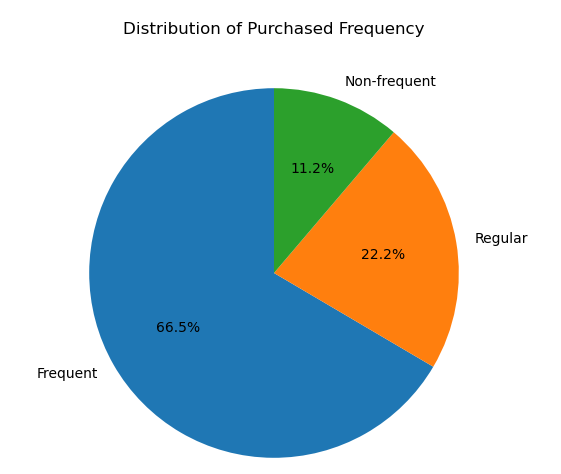 Distribution of Purchased Frequency
Non-frequent
11.2%
Regular
22.2%
66.5%
Frequent